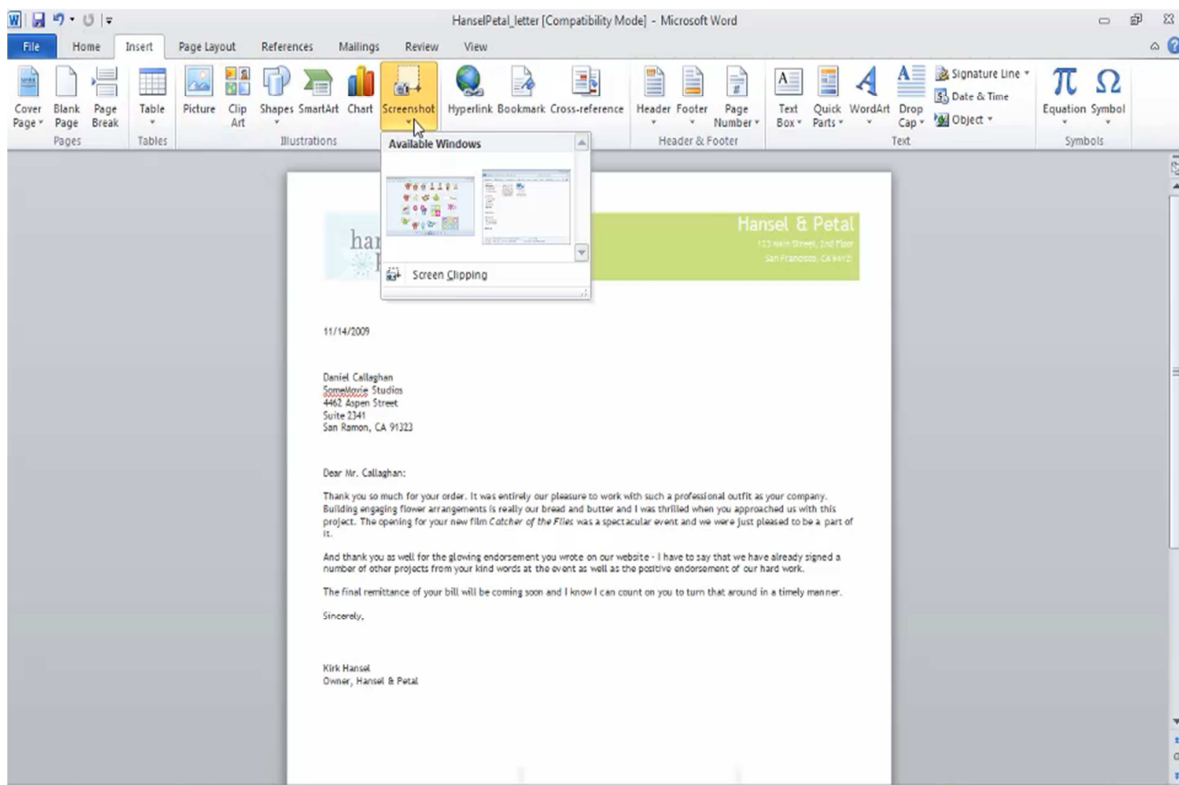 HanselPetal_letter [Compatibility Mode] - Microsoft Word
File Home Insert Page Layout References Mailings Review View
Cover Page
Blank Page
Page Break
Pages
Table
Tables
Picture
Clip Art
Shapes
SmartArt
Chart
Screenshot
Illustrations
Hyperlink
Bookmark
Cross-reference
Header
Footer
Page Number
Header & Footer
Text Box
Quick Parts
WordArt
Drop Cap
Signature Line
Date & Time
Object
Text
Equation
Symbol
Symbols
Available Windows
Screen Clipping
Hansel & Petal
123 Main Street, 2nd Floor
San Francisco, CA
11/14/2009
Daniel Callaghan
SomeMovie Studios
4462 Aspen Street
Suite 2341
San Ramon, CA 91323
Dear Mr. Callaghan:
Thank you so much for your order. It was entirely our pleasure to work with such a professional outfit as your company.
Building engaging flower arrangements is really our bread and butter and I was thrilled when you approached us with this
project. The opening for your new film Catcher of the Flies was a spectacular event and we were just pleased to be a part of
it.
And thank you as well for the glowing endorsement you wrote on our website - I have to say that we have already signed a
number of other projects from your kind words at the event as well as the positive endorsement of our hard work.
The final remittance of your bill will be coming soon and I know I can count on you to turn that around in a timely manner.
Sincerely,
Kirk Hansel
Owner, Hansel & Petal